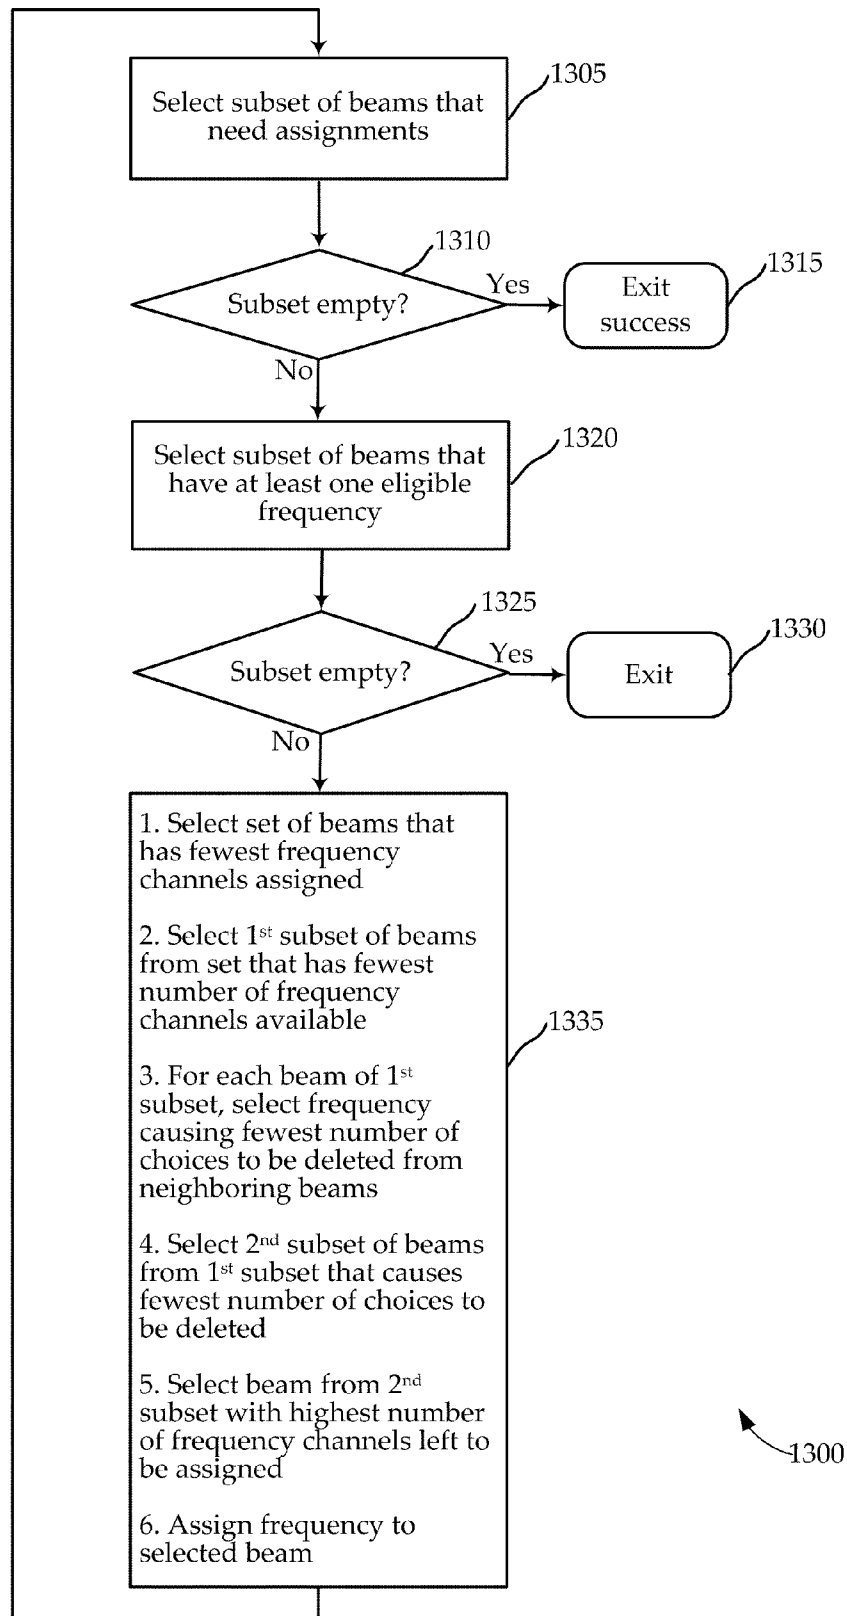 1305
Select subset of beams that
need assignments
1310
Subset empty?
Yes
Exit
success
1315
No
1320
Select subset of beams that
have at least one eligible
frequency
1325
Subset empty?
Yes
Exit
1330
No
1. Select set of beams that
has fewest frequency
channels assigned
2. Select 1st subset of beams
from set that has fewest
number of frequency
channels available
1335
3. For each beam of 1st
subset, select frequency
causing fewest number of
choices to be deleted from
neighboring beams
4. Select 2nd subset of beams
from 1st subset that causes
fewest number of choices to
be deleted
5. Select beam from 2nd
subset with highest number
of frequency channels left to
be assigned
1300
6. Assign frequency to
selected beam